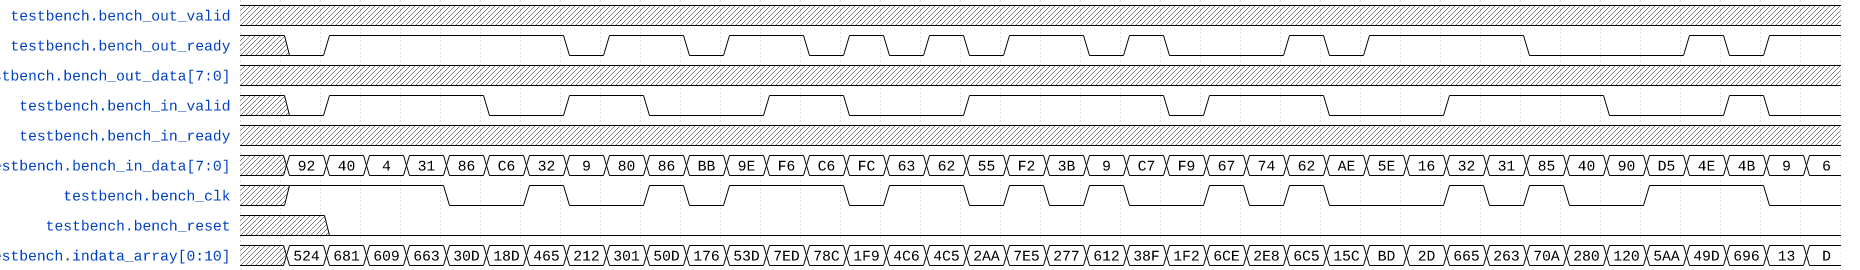 testbench.bench_out_valid
testbench.bench_out_ready
tbench.bench_out_data[7:0]
testbench.bench_in_valid
testbench.bench_in_ready
estbench.bench_in_data[7:0] 92 40 4 31 86 C6 32 9 80 86 BB 9E F6 C6 FC 63 62 55 F2 3B 9 C7 F9 67 74 62 AE 5E 16 32 31 85 40 90 D5 4E 4B 9 6
testbench.bench_clk
testbench.bench_reset
estbench.indata_array[0:10] 524 681 609 663 30D 18D 465 212 301 50D 176 53D 7ED 78C 1F9 4C6 4C5 2AA 7E5 277 612 38F 1F2 6CE 2E8 6C5 15C BD 2D 665 263 70A 280 120 5AA 49D 696 13 D